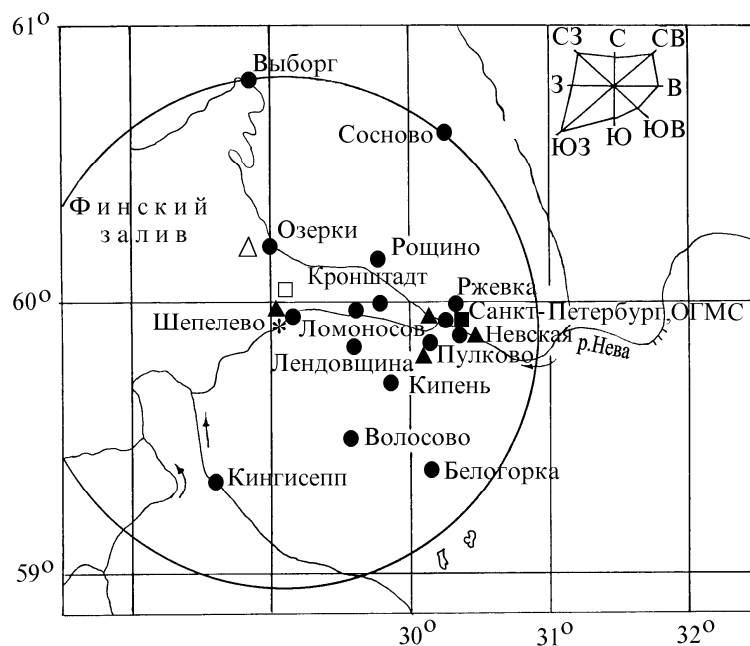 61°
СЗ С СВ
З В
ЮЗ Ю ЮВ
Выборг
Сосново
Финский
залив
Озерки
Рощино
Кронштадт
Ржевка
60°
Санкт-Петербург,ОГМС
Шепелево
Ломоносов
Невская
Лендовщина
Пулково
р.Нева
Кипень
Волосово
Белогорка
Кингисепп
59°
30°
31°
32°